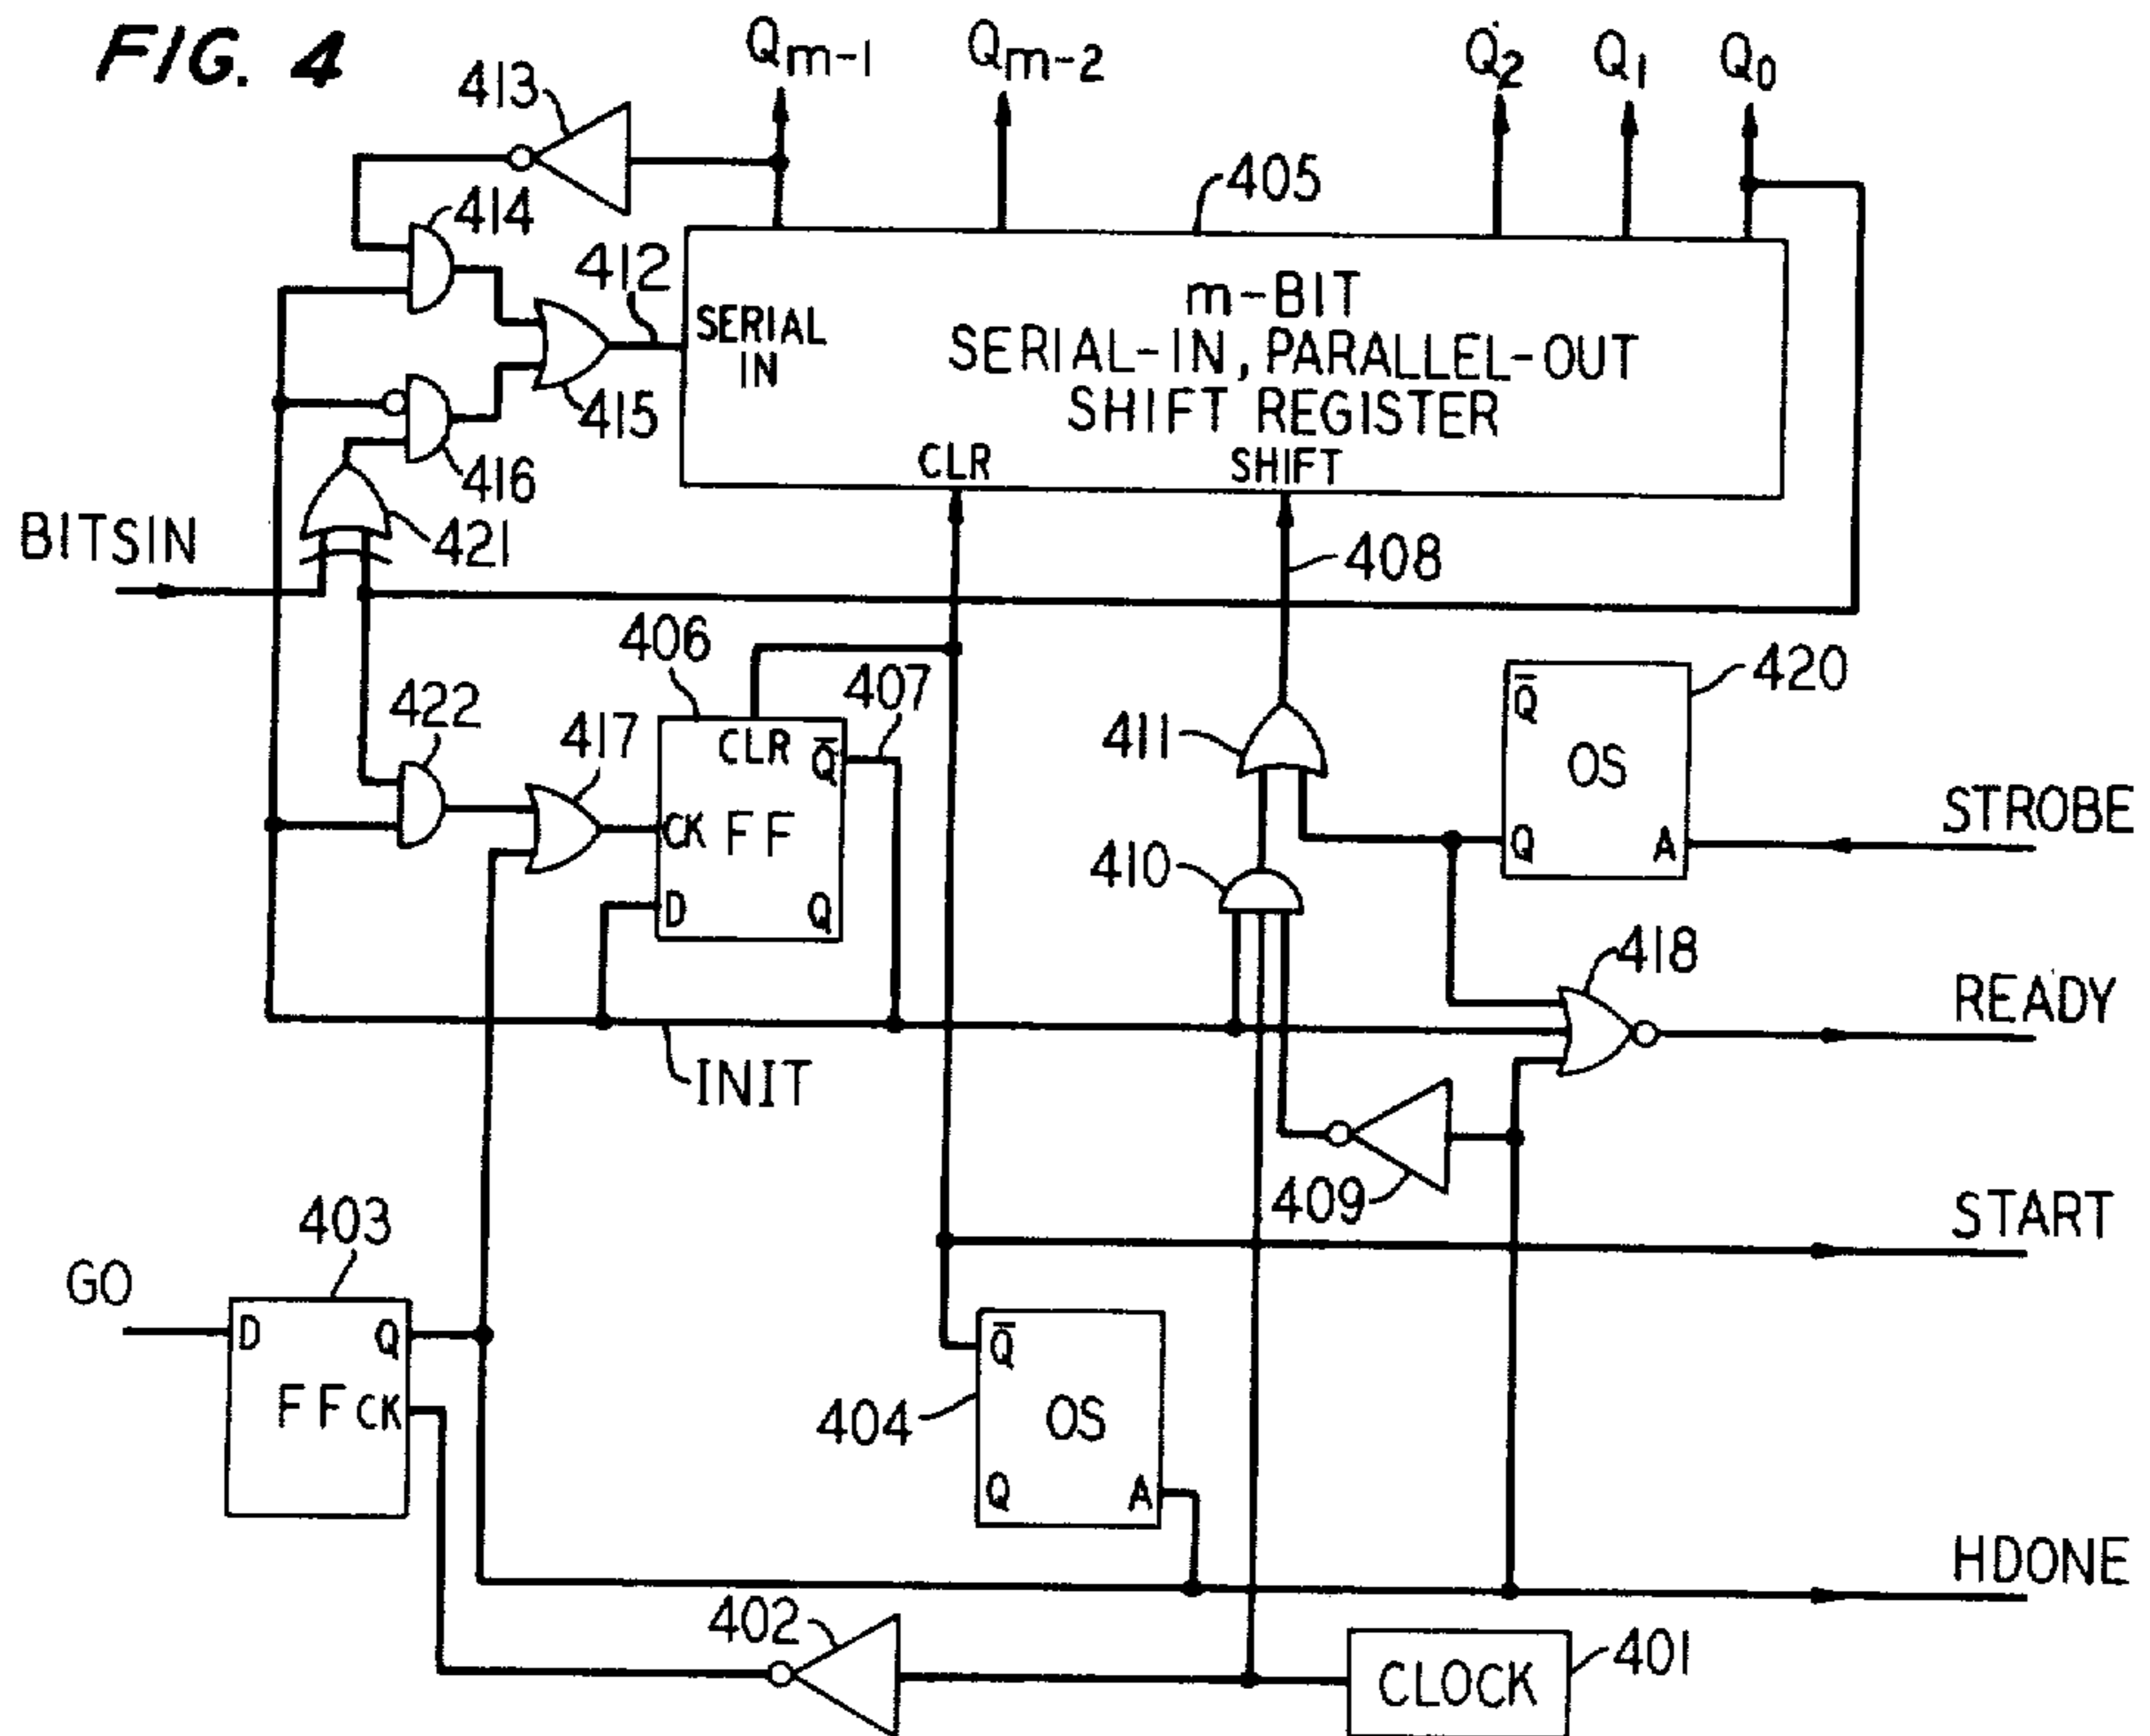 FIG. 4
Qm-1
Qm-2
Q2
Q1
Q0
413
405
414
412
m-BIT
SERIAL-IN, PARALLEL-OUT
SHIFT REGISTER
SERIAL
IN
415
CLR
SHIFT
416
BITSIN
421
408
406
407
420
422
417
411
CLR
Q̅
Q̅
OS
CK
FF
STROBE
Q
A
410
D
Q
418
READY
INIT
409
403
START
GO
D
Q
Q̅
FF
CK
404
OS
Q
A
HDONE
402
CLOCK
401